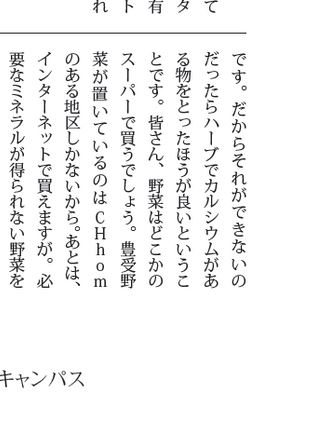 て
タ
有
ト
れ
です。だからそれができないの
だったらハーブでカルシウムがあ
る物をとったほうが良いというこ
とです。皆さん、野菜はどこかの
スーパーで買うでしょう。豊受野
菜が置いているのはＣＨｈｏｍ
のある地区しかないから。あとは、
インターネットで買えますが。必
要なミネラルが得られない野菜を
キャンパス